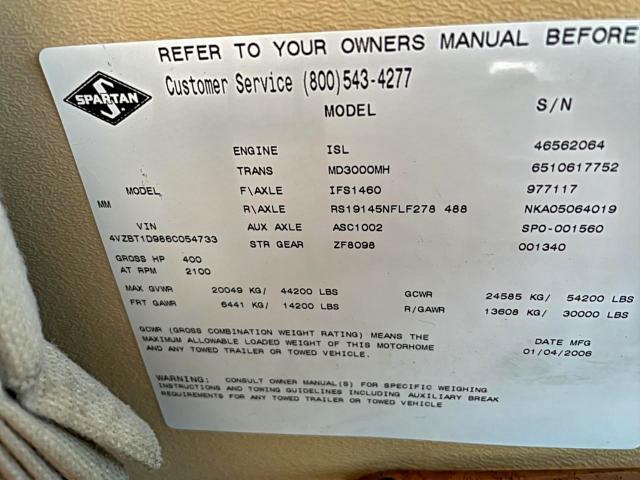 REFER TO YOUR OWNERS MANUAL BEFORE
SPARTAN
Customer Service (800)543-4277
MODEL S/N
ENGINE ISL 46562064
TRANS MD3000MH 6510617752
MODEL F\AXLE IFS1460 977117
MM R\AXLE RS19145NFLF278 488 NKA05064019
VIN AUX AXLE ASC1002 SPO-001560
4VZBT1D986C054733 STR GEAR ZF8098 001340
GROSS HP 400
AT RPM 2100
MAX GVWR 20049 KG/ 44200 LBS GCWR 24585 KG/ 54200 LBS
FRT GAWR 6441 KG/ 14200 LBS R/GAWR 13608 KG/ 30000 LBS
GCWR (GROSS COMBINATION WEIGHT RATING) MEANS THE
MAXIMUM ALLOWABLE LOADED WEIGHT OF THIS MOTORHOME
AND ANY TOWED TRAILER OR TOWED VEHICLE.
DATE MFG
01/04/2006
WARNING: CONSULT OWNER MANUAL(S) FOR SPECIFIC WEIGHING
INSTRUCTIONS AND TOWING GUIDELINES INCLUDING AUXILIARY BREAK
REQUIREMENTS FOR ANY TOWED TRAILER OR TOWED VEHICLE